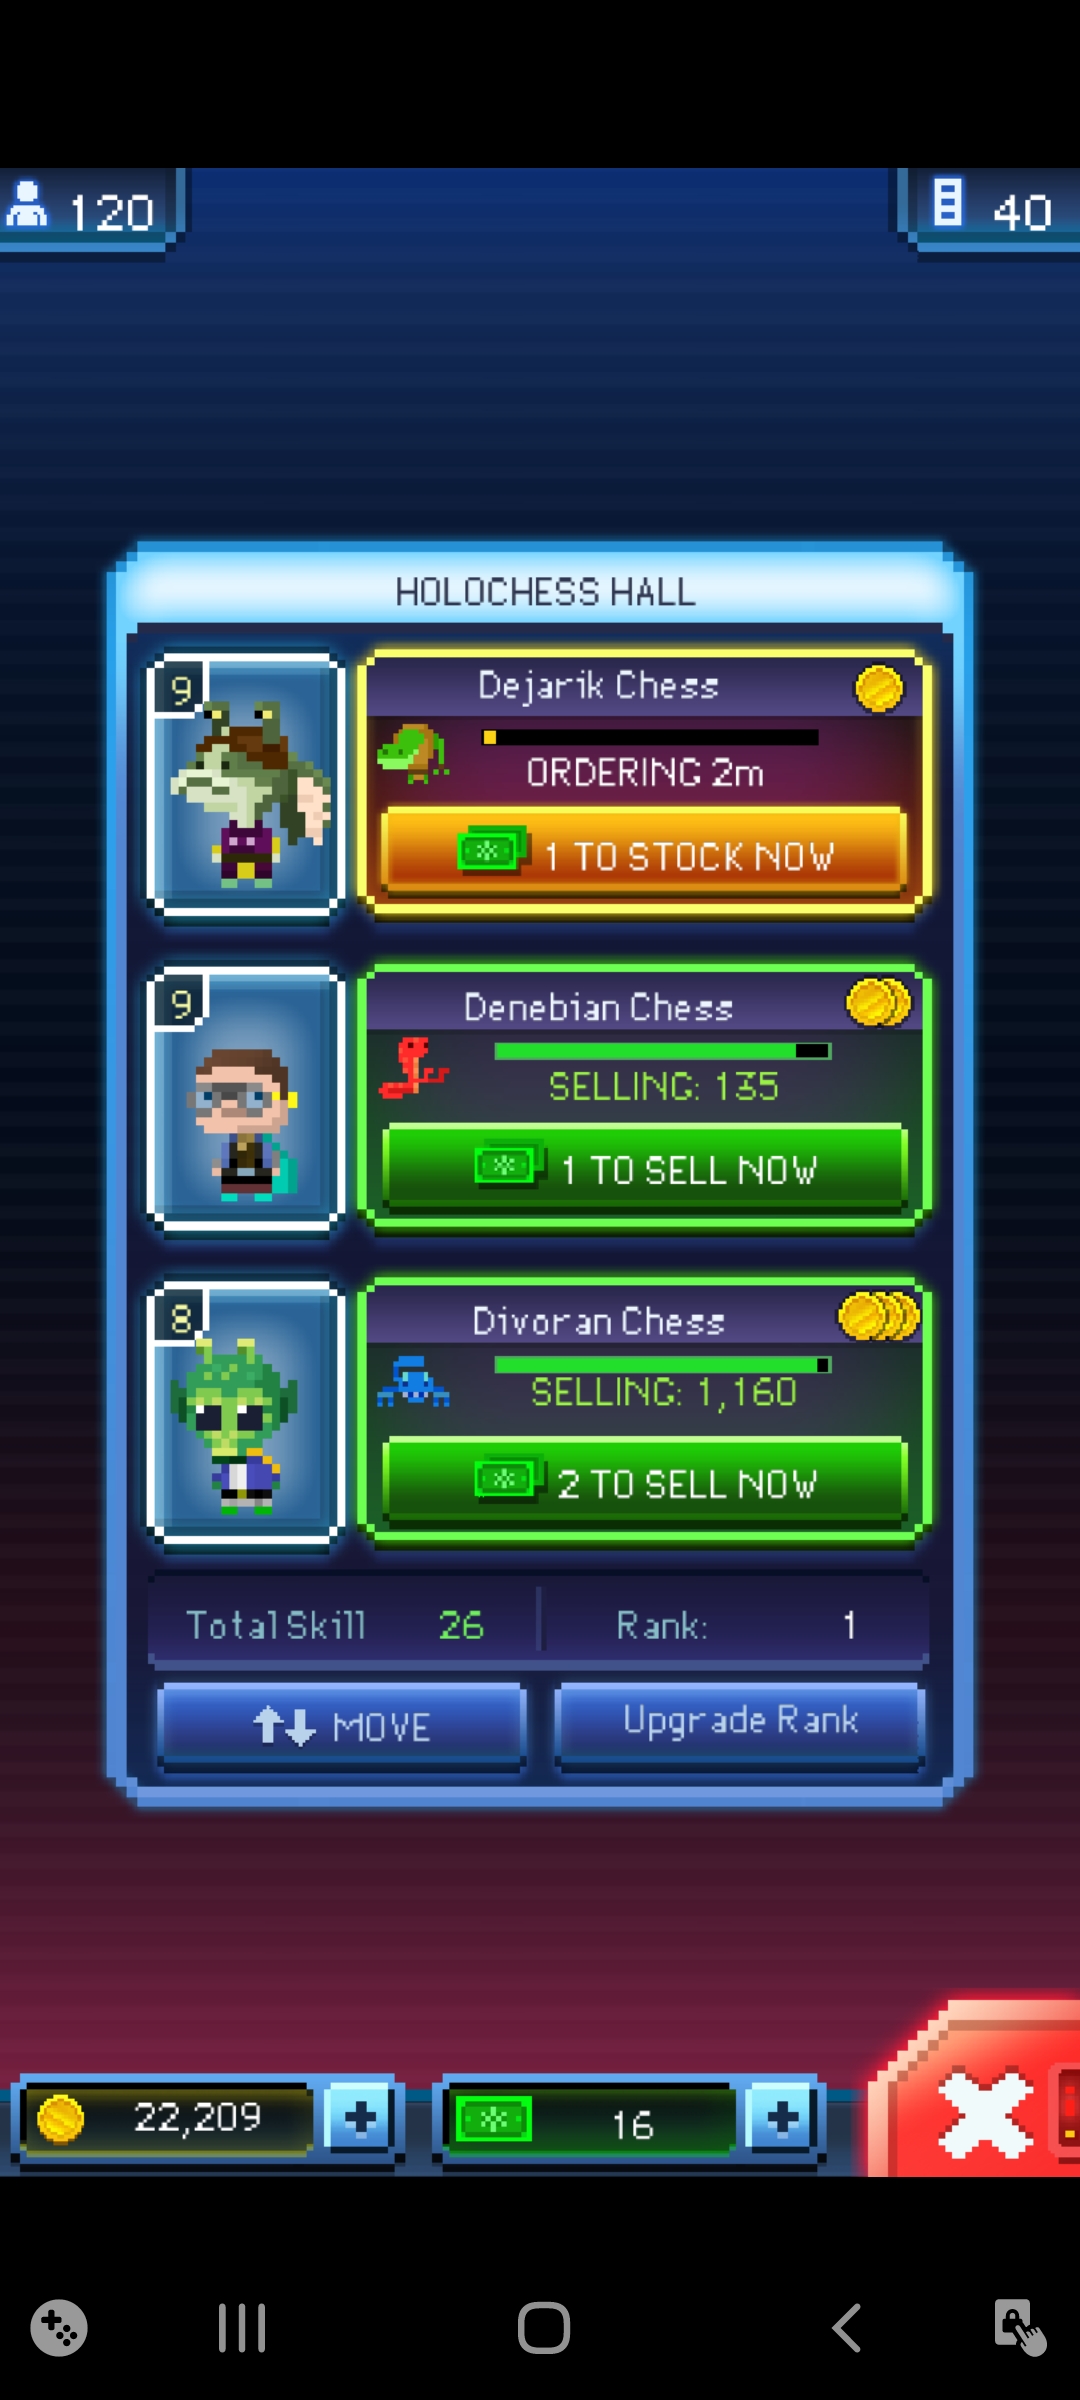 120
40
HOLOCHESS HALL
9
Dejarik Chess
ORDERING 2m
1 TO STOCK NOW
9
Denebian Chess
SELLING: 135
1 TO SELL NOW
8
Divoran Chess
SELLING: 1,160
2 TO SELL NOW
Total Skill 26 Rank: 1
MOVE Upgrade Rank
22,209 16